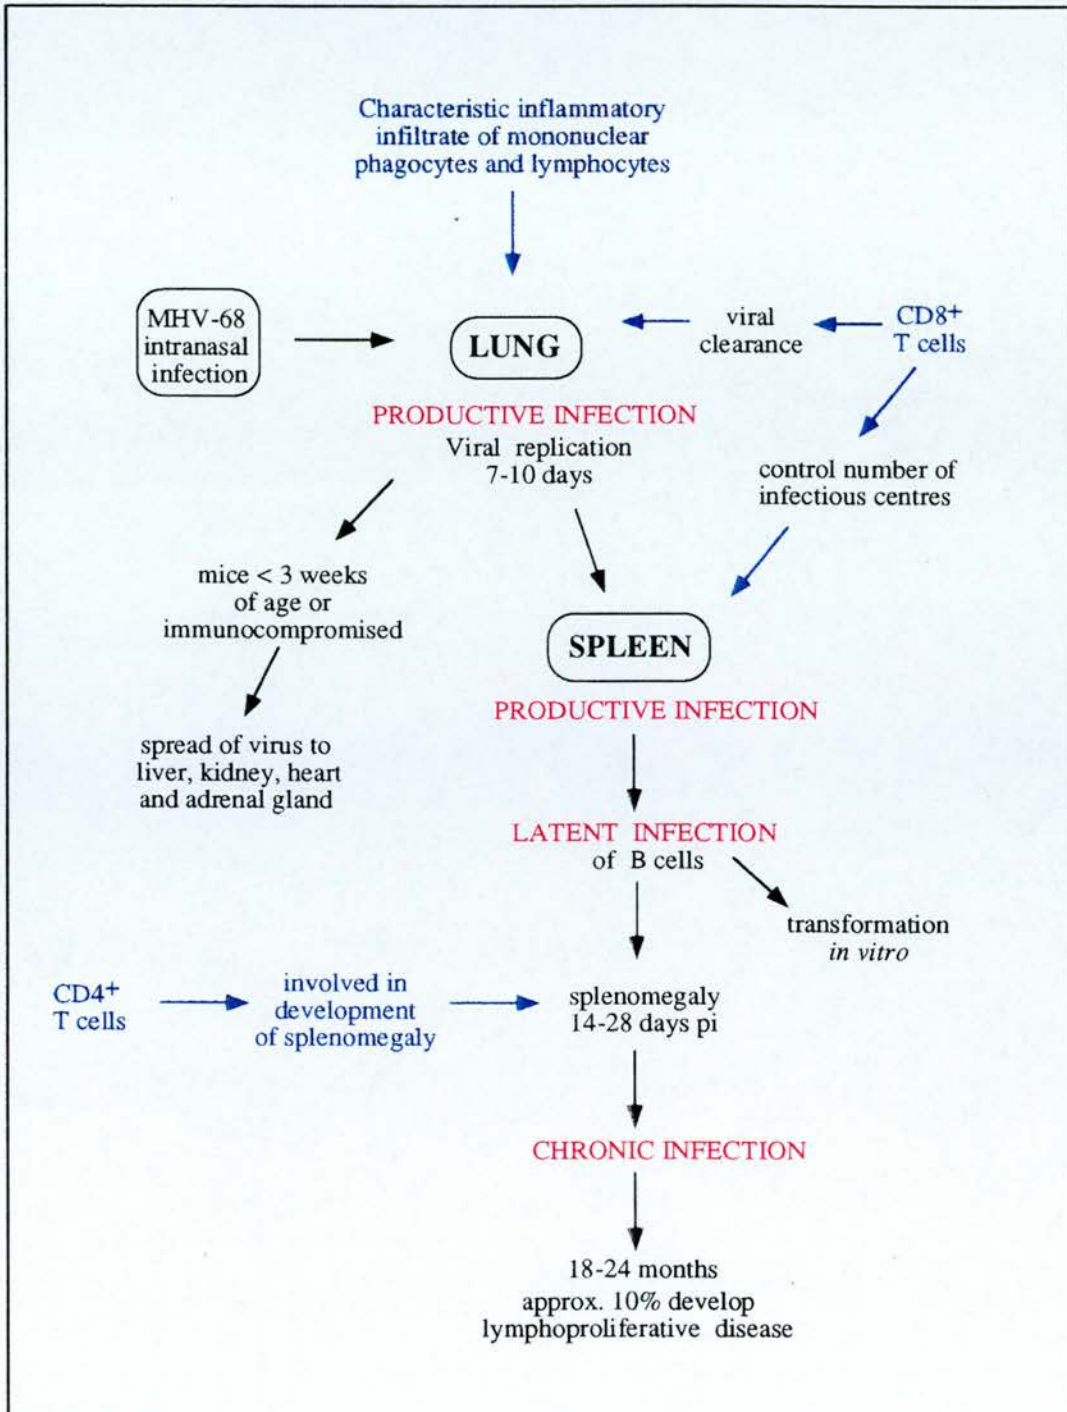 Characteristic inflammatory
infiltrate of mononuclear
phagocytes and lymphocytes
MHV-68
intranasal
infection
LUNG
viral
clearance
CD8+
T cells
PRODUCTIVE INFECTION
Viral replication
7-10 days
control number of
infectious centres
mice < 3 weeks
of age or
immunocompromised
SPLEEN
PRODUCTIVE INFECTION
spread of virus to
liver, kidney, heart
and adrenal gland
LATENT INFECTION
of B cells
transformation
in vitro
CD4+
T cells
involved in
development
of splenomegaly
splenomegaly
14-28 days pi
CHRONIC INFECTION
18-24 months
approx. 10% develop
lymphoproliferative disease